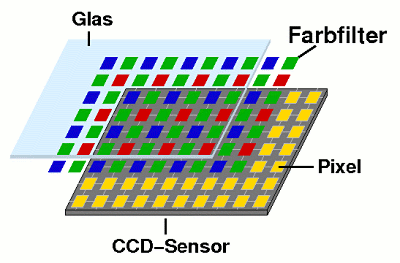 Glas
Farbfilter
Pixel
CCD–Sensor